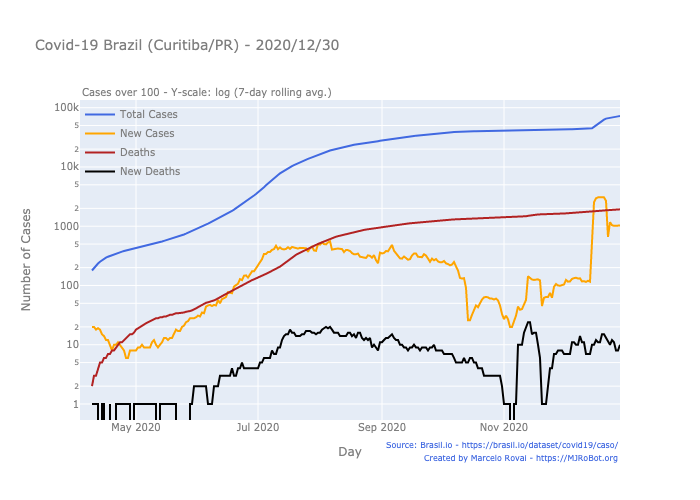 Covid-19 Brazil (Curitiba/PR) - 2020/12/30
Cases over 100 - Y-scale: log (7-day rolling avg.)
100k
5
2
10k
5
2
1000
5
2
100
5
2
10
5
2
1
Number of Cases
Total Cases
New Cases
Deaths
New Deaths
May 2020
Jul 2020
Sep 2020
Nov 2020
Day
Source: Brasil.io - https://brasil.io/dataset/covid19/caso/
Created by Marcelo Rovai - https://MJRoBot.org